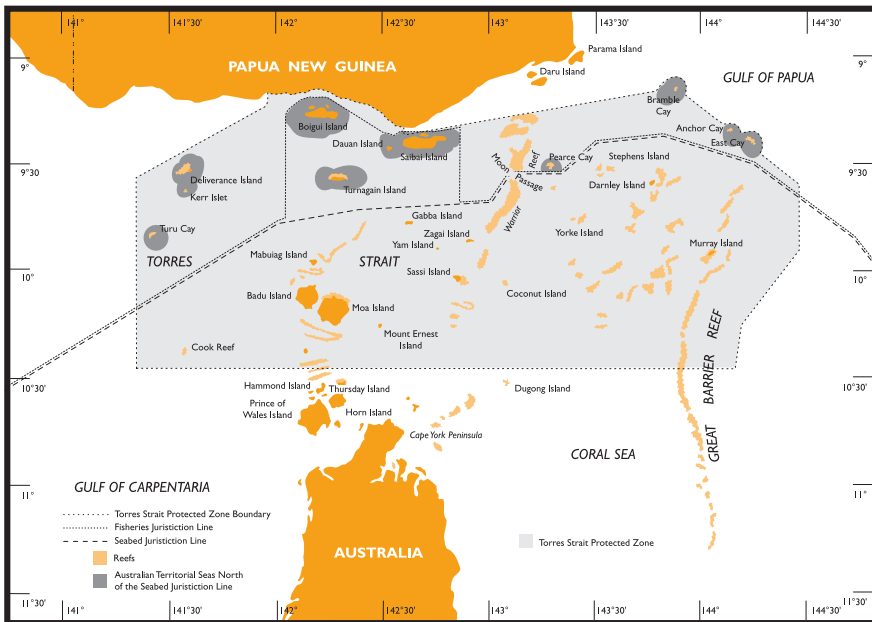 141°
141°30'
142°
142°30'
143°
143°30'
144°
144°30'
9°
9°
Parama Island
PAPUA NEW GUINEA
Daru Island
GULF OF PAPUA
Bramble
Cay
Boigui Island
Anchor Cay
Dauan Island
East Cay
Saibai Island
Moon Passage
Reef
Pearce Cay
Stephens Island
9°30
9°30
Deliverance Island
Turnagain Island
Darnley Island
Kerr Islet
Warrior
Gabba Island
Turu Cay
Zagai Island
Yorke Island
Yam Island
Murray Island
Mabuiag Island
TORRES
STRAIT
10°
10°
Sassi Island
Badu Island
Coconut Island
Moa Island
Mount Ernest
Island
Cook Reef
GREAT BARRIER REEF
10°30
10°30
Hammond Island
Thursday Island
Dugong Island
Prince of
Wales Island
Horn Island
Cape York Peninsula
CORAL SEA
GULF OF CARPENTARIA
11°
11°
Torres Strait Protected Zone Boundary
Fisheries Juristiction Line
Seabed Juristiction Line
Torres Strait Protected Zone
AUSTRALIA
Reefs
Australian Territorial Seas North
of the Seabed Juristiction Line
11°30
11°30
141°
141°30'
142°
142°30'
143°
143°30'
144°
144°30'